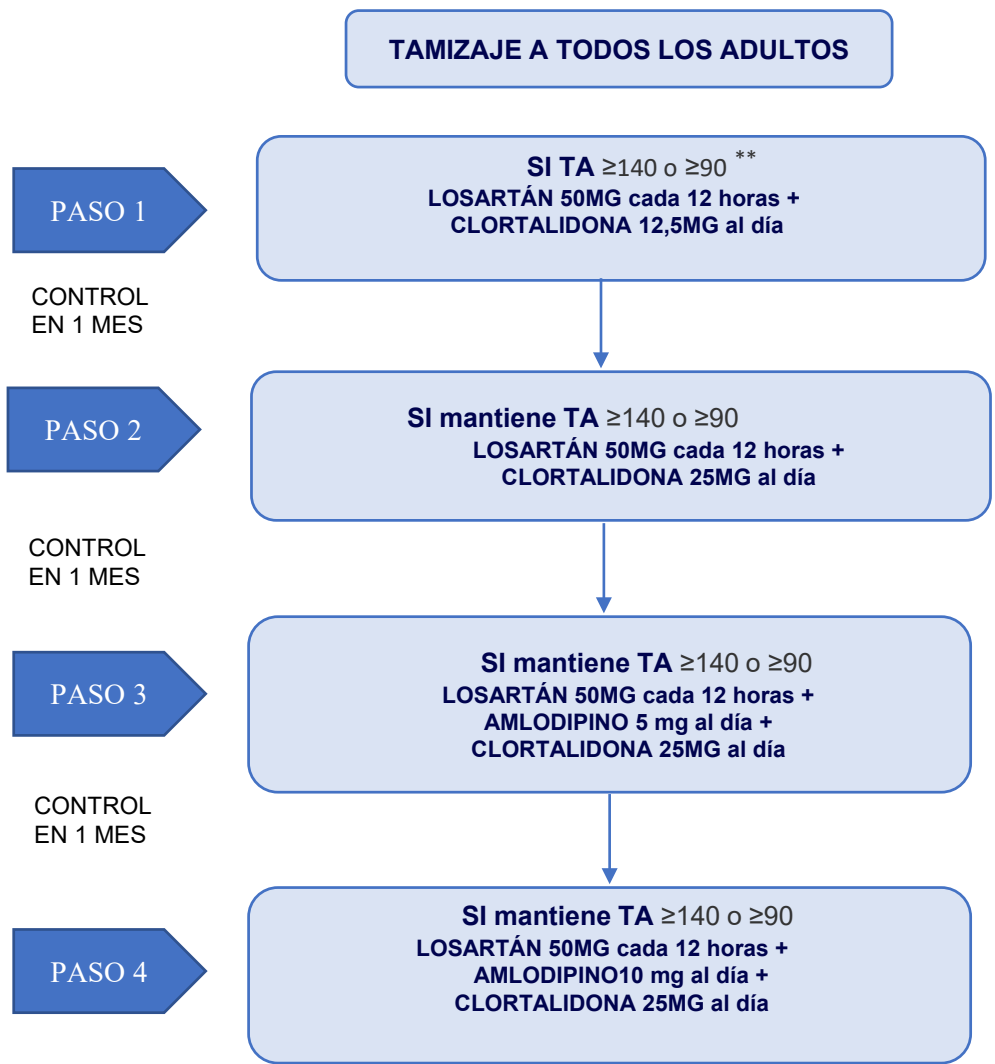 TAMIZAJE A TODOS LOS ADULTOS
PASO 1
SI TA ≥140 o ≥90 **
LOSARTÁN 50MG cada 12 horas +
CLORTALIDONA 12,5MG al día
CONTROL
EN 1 MES
PASO 2
SI mantiene TA ≥140 o ≥90
LOSARTÁN 50MG cada 12 horas +
CLORTALIDONA 25MG al día
CONTROL
EN 1 MES
PASO 3
SI mantiene TA ≥140 o ≥90
LOSARTÁN 50MG cada 12 horas +
AMLODIPINO 5 mg al día +
CLORTALIDONA 25MG al día
CONTROL
EN 1 MES
PASO 4
SI mantiene TA ≥140 o ≥90
LOSARTÁN 50MG cada 12 horas +
AMLODIPINO10 mg al día +
CLORTALIDONA 25MG al día